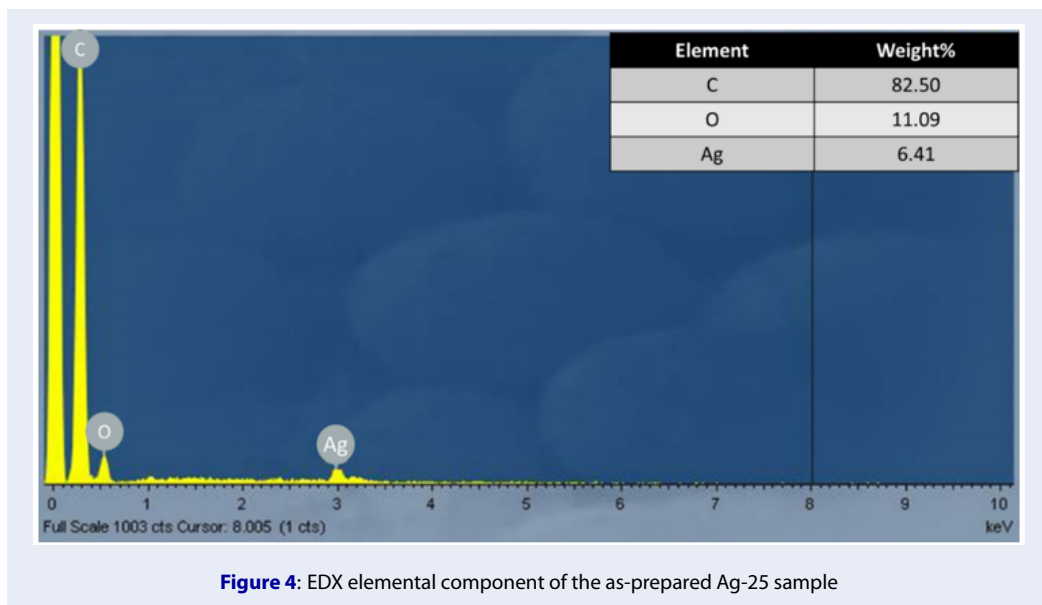 C
Element Weight%
C 82.50
O 11.09
Ag 6.41
O
Ag
0 1 2 3 4 5 6 7 8 9 10
Full Scale 1003 cts Cursor: 8.005 (1 cts) keV
Figure 4: EDX elemental component of the as-prepared Ag-25 sample